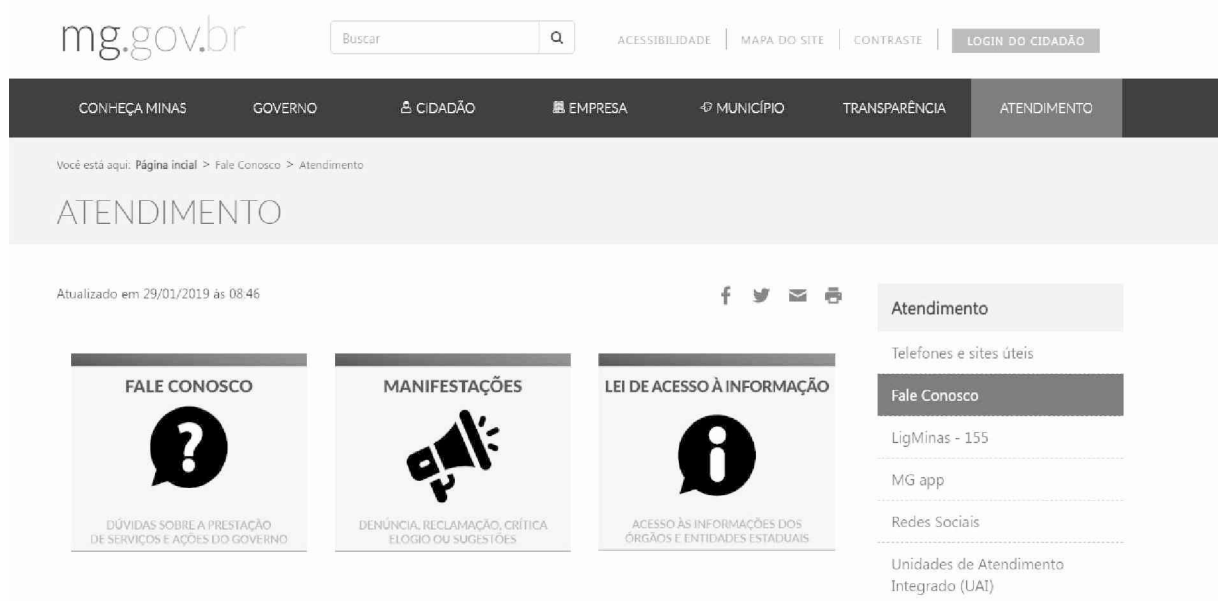 mg.gov.br
Buscar
ACESSIBILIDADE
MAPA DO SITE
CONTRASTE
LOGIN DO CIDADÃO
CONHEÇA MINAS
GOVERNO
CIDADÃO
EMPRESA
MUNICÍPIO
TRANSPARÊNCIA
ATENDIMENTO
Você está aqui: Página incial > Fale Conosco > Atendimento
ATENDIMENTO
Atualizado em 29/01/2019 às 08:46
FALE CONOSCO
DÚVIDAS SOBRE A PRESTAÇÃO
DE SERVIÇOS E AÇÕES DO GOVERNO
MANIFESTAÇÕES
DENÚNCIA, RECLAMAÇÃO, CRÍTICA
ELOGIO OU SUGESTÕES
LEI DE ACESSO À INFORMAÇÃO
ACESSO ÀS INFORMAÇÕES DOS
ÓRGÃOS E ENTIDADES ESTADUAIS
Atendimento
Telefones e sites úteis
Fale Conosco
LigMinas - 155
MG app
Redes Sociais
Unidades de Atendimento
Integrado (UAI)